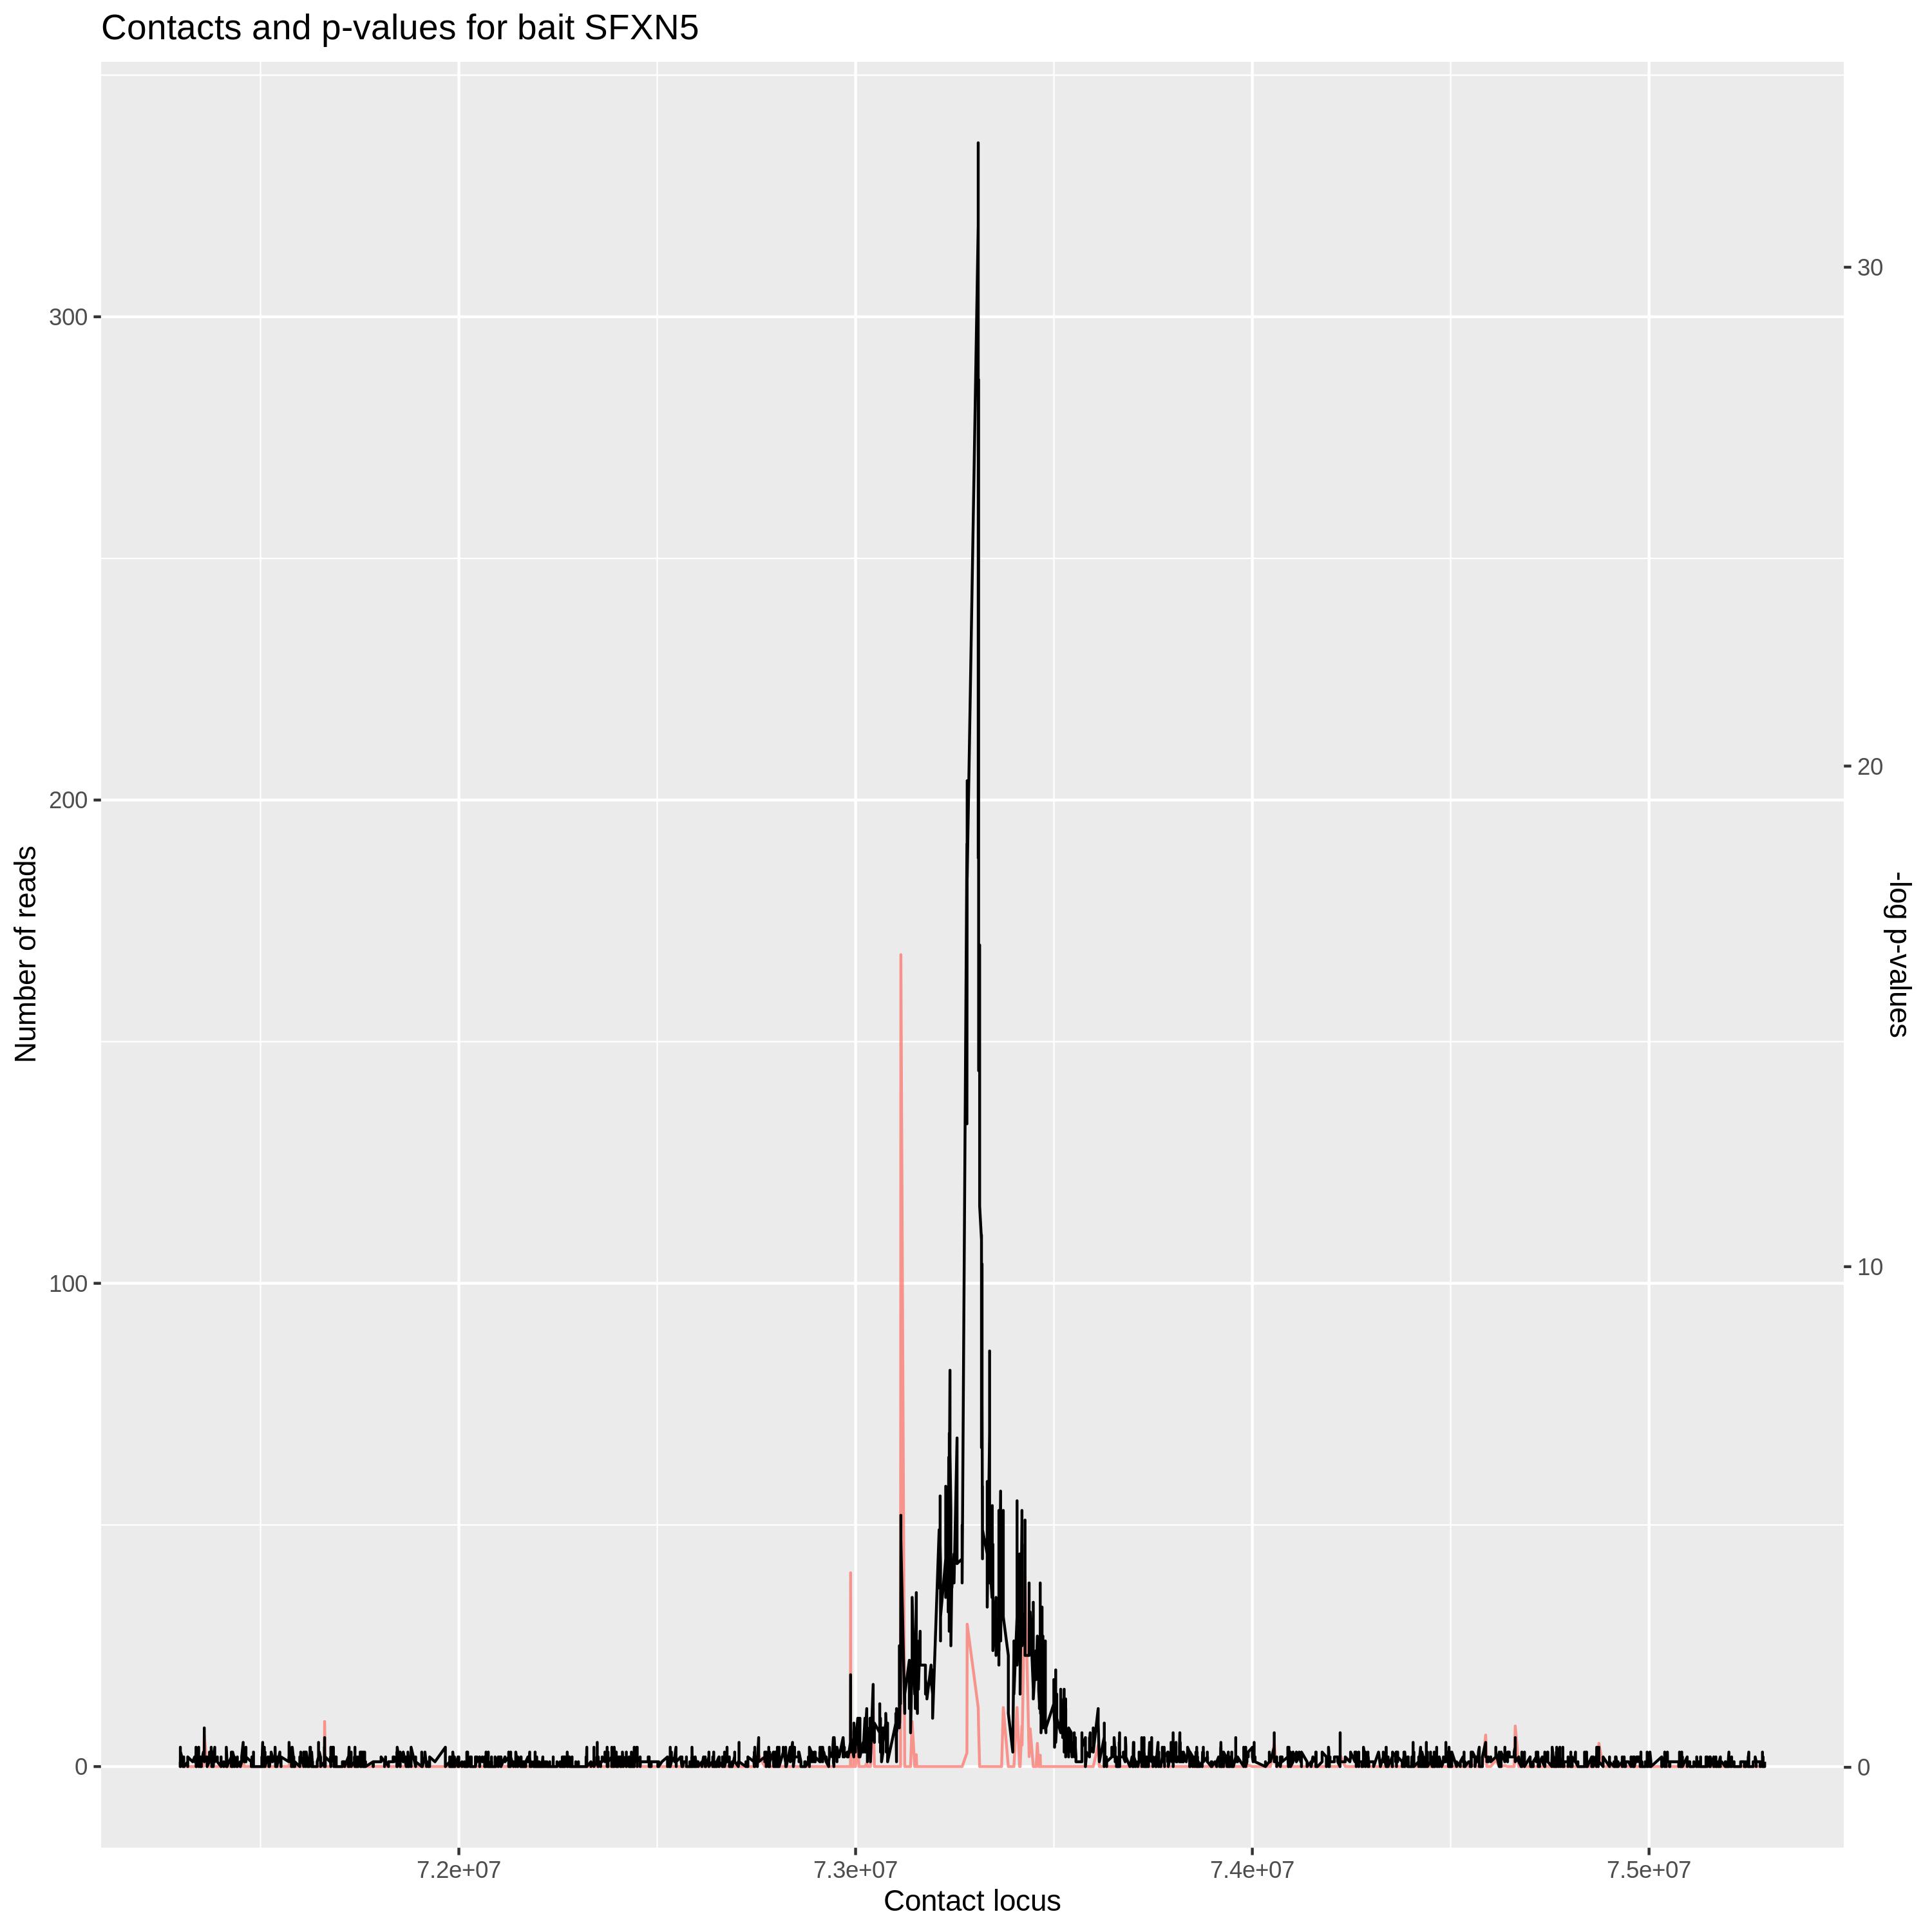 Contacts and p-values for bait SFXN5
300
200
100
0
Number of reads
30
20
10
0
-log p-values
7.2e+07
7.3e+07
7.4e+07
7.5e+07
Contact locus